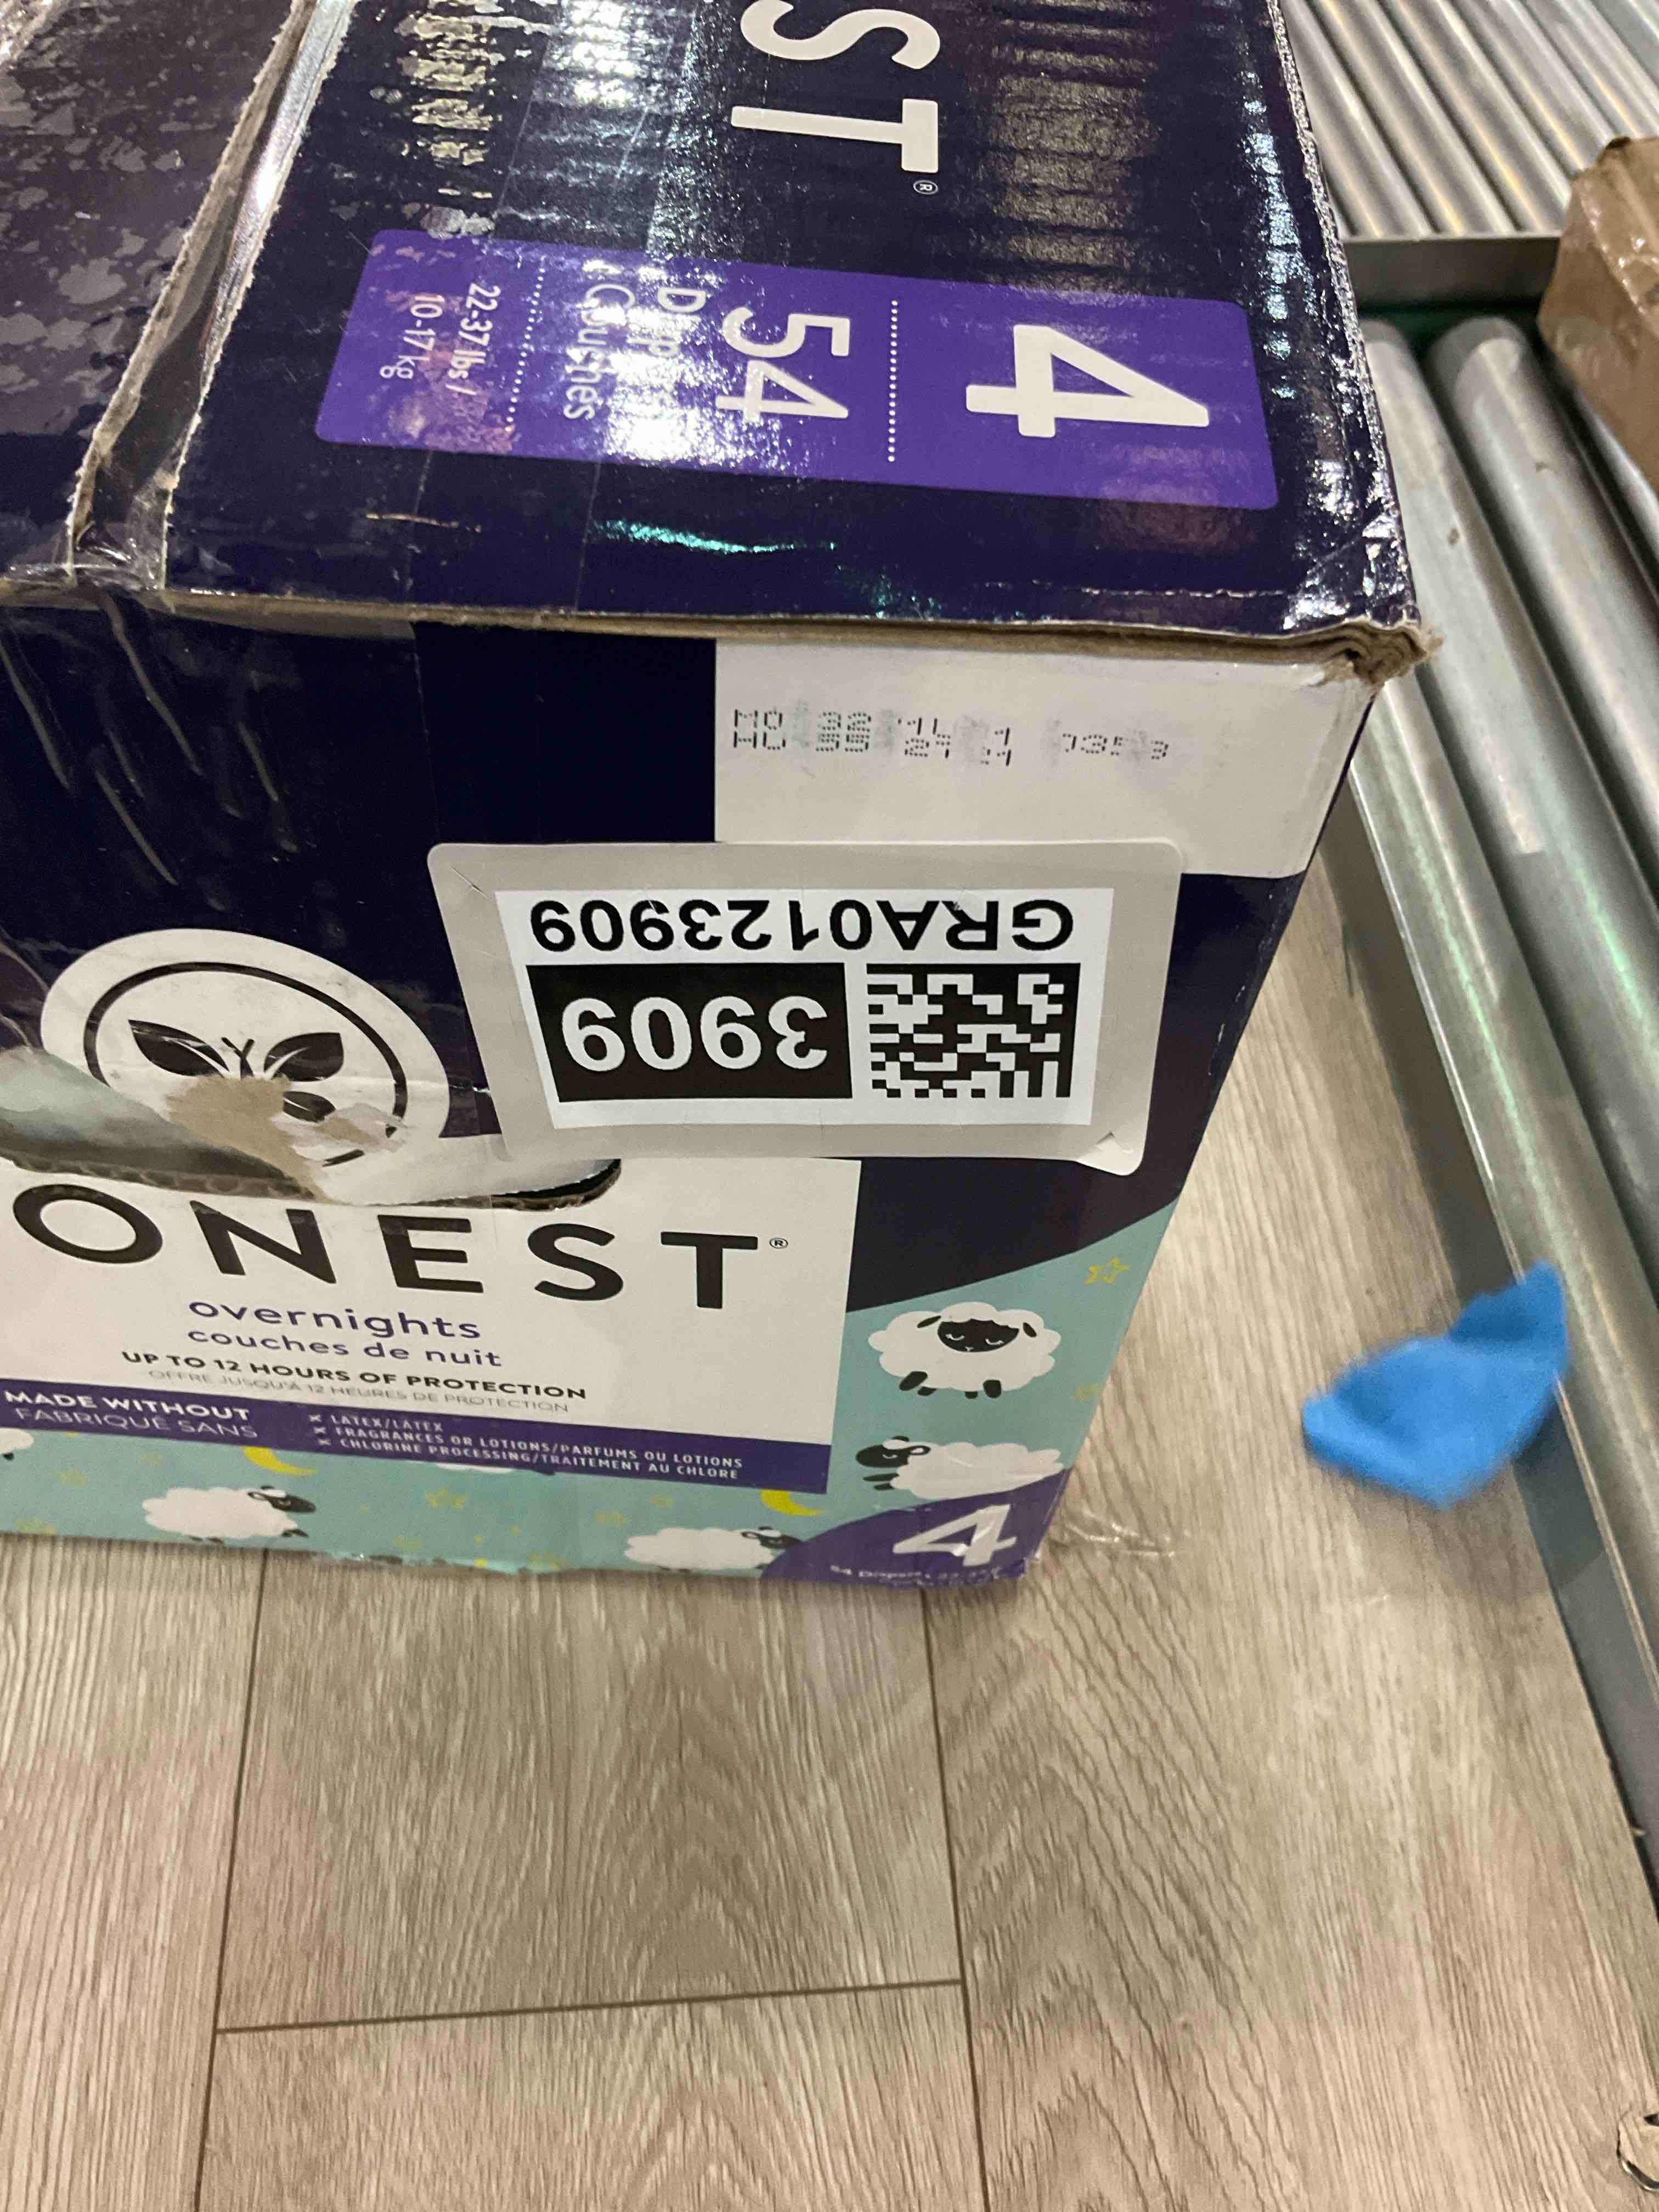 ST®
4
54
Diapers
Couches
22-37 lbs /
10-17 kg
GRA0123909
3909
ONEST®
overnights
couches de nuit
UP TO 12 HOURS OF PROTECTION
OFFRE JUSQU'À 12 HEURES DE PROTECTION
MADE WITHOUT
FABRIQUÉ SANS
× LATEX/LATEX
× FRAGRANCES OR LOTIONS/PARFUMS OU LOTIONS
× CHLORINE PROCESSING/TRAITEMENT AU CHLORE
4
54 Diapers